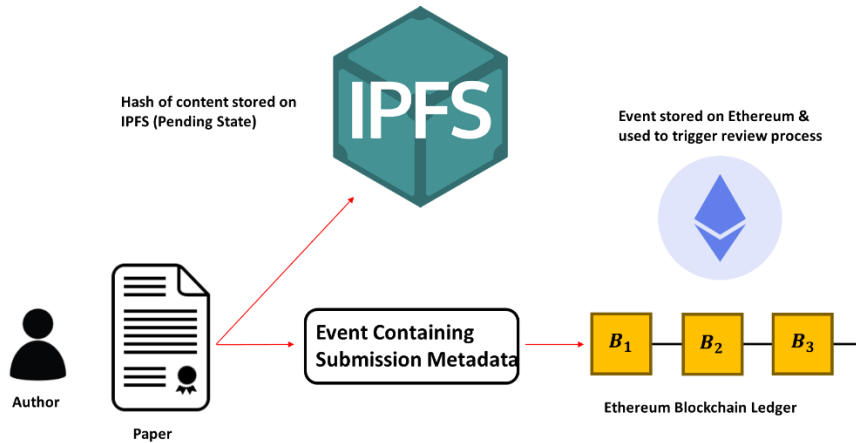 Hash of content stored on
IPFS (Pending State)
IPFS
Event stored on Ethereum &
used to trigger review process
Event Containing
Submission Metadata
B₁
B₂
B₃
Author
Paper
Ethereum Blockchain Ledger